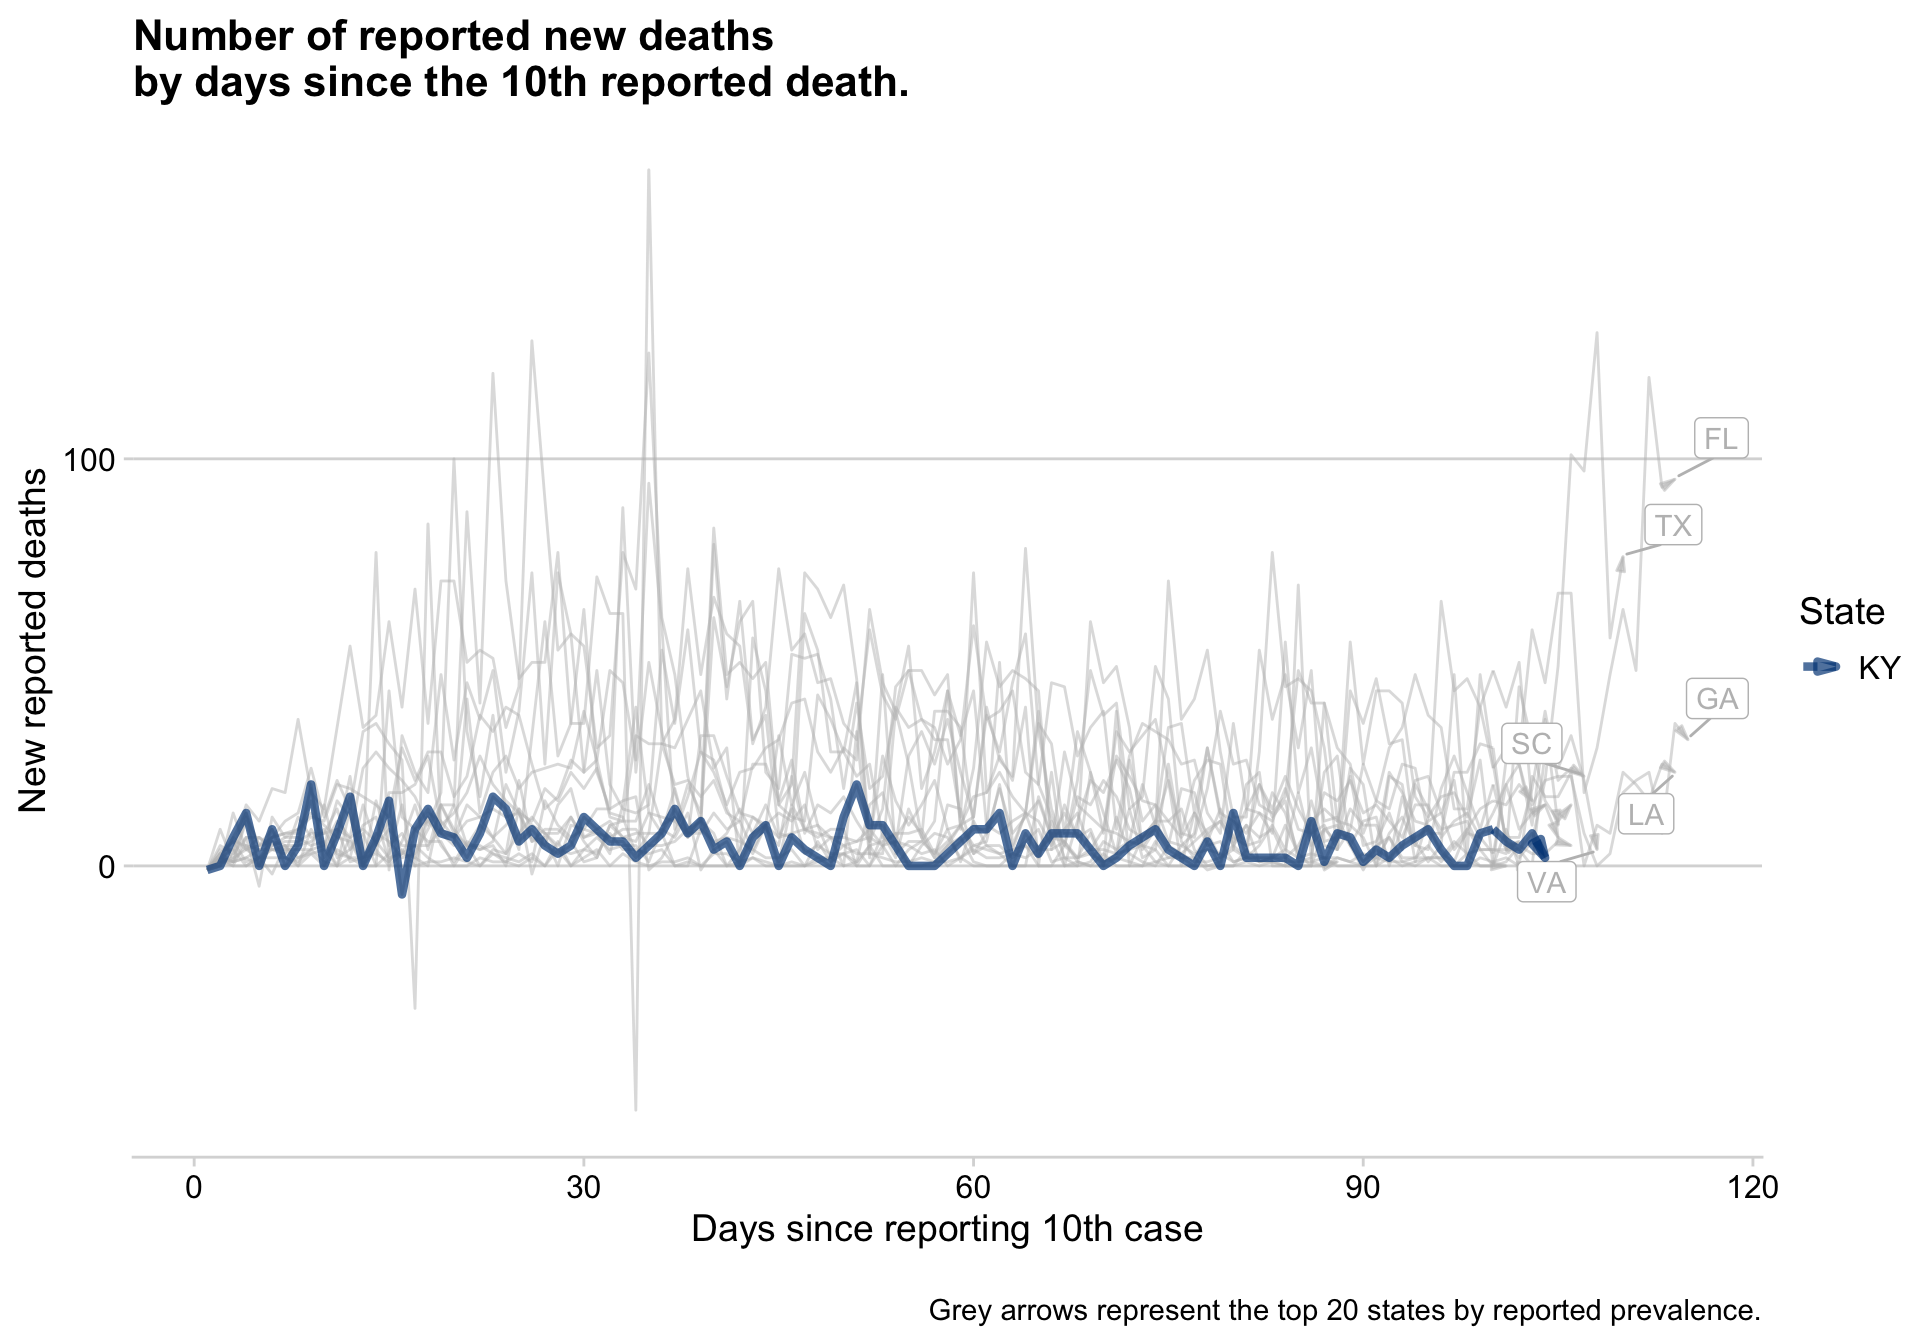 Number of reported new deaths
by days since the 10th reported death.
New reported deaths
100
0
FL
TX
GA
SC
LA
VA
State
KY
0
30
60
90
120
Days since reporting 10th case
Grey arrows represent the top 20 states by reported prevalence.